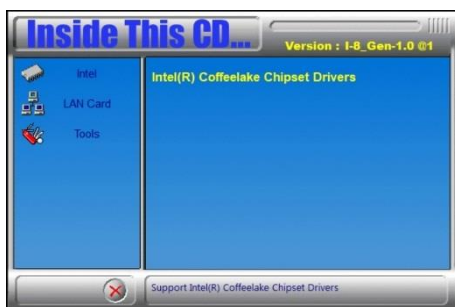 Inside This CD...
Version : I-8_Gen-1.0 @1
Intel
LAN Card
Tools
Intel(R) Coffeelake Chipset Drivers
Support Intel(R) Coffeelake Chipset Drivers